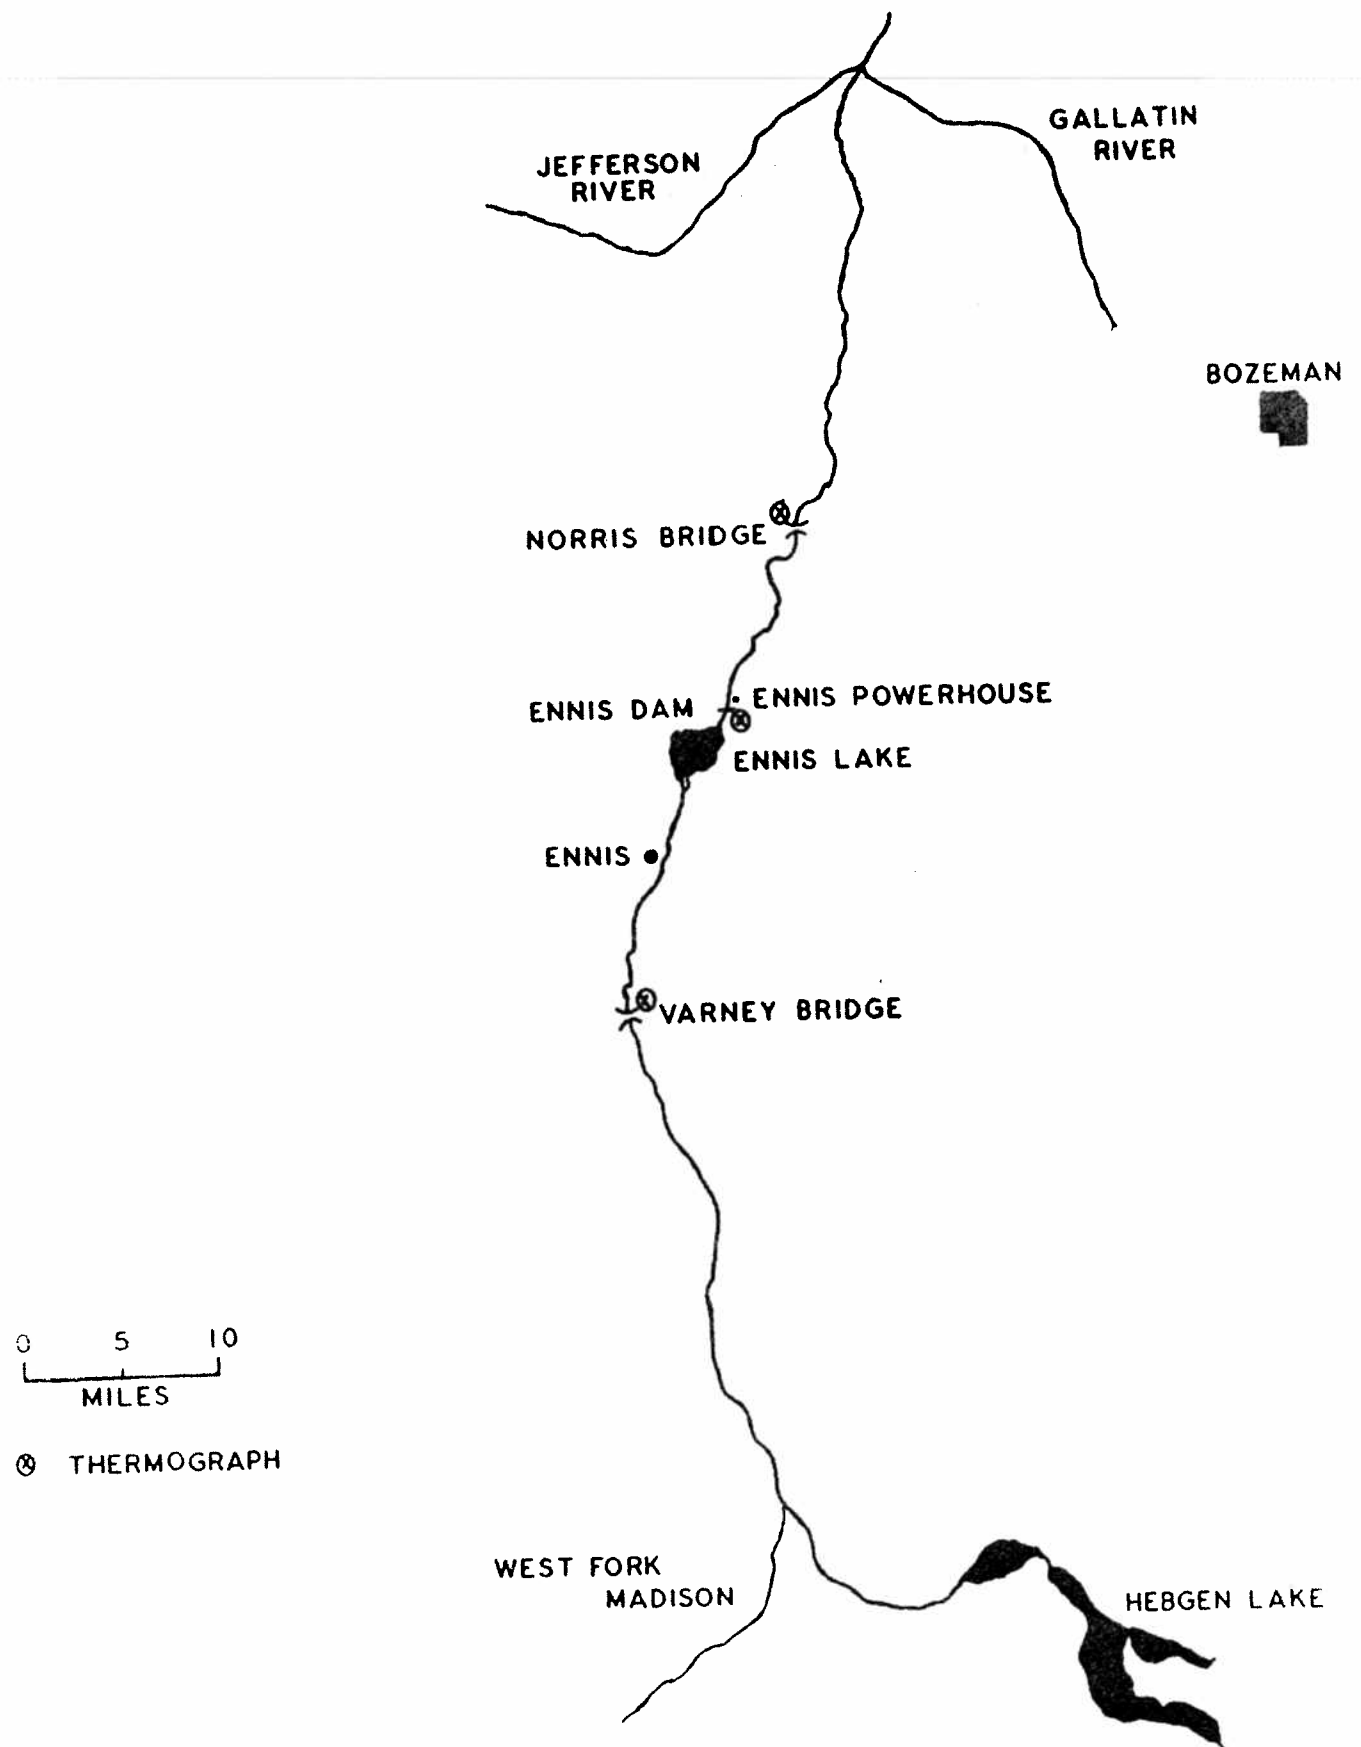 GALLATIN
RIVER
JEFFERSON
RIVER
BOZEMAN
NORRIS BRIDGE
ENNIS DAM
ENNIS POWERHOUSE
ENNIS LAKE
ENNIS
VARNEY BRIDGE
0 5 10
MILES
THERMOGRAPH
WEST FORK
MADISON
HEBGEN LAKE